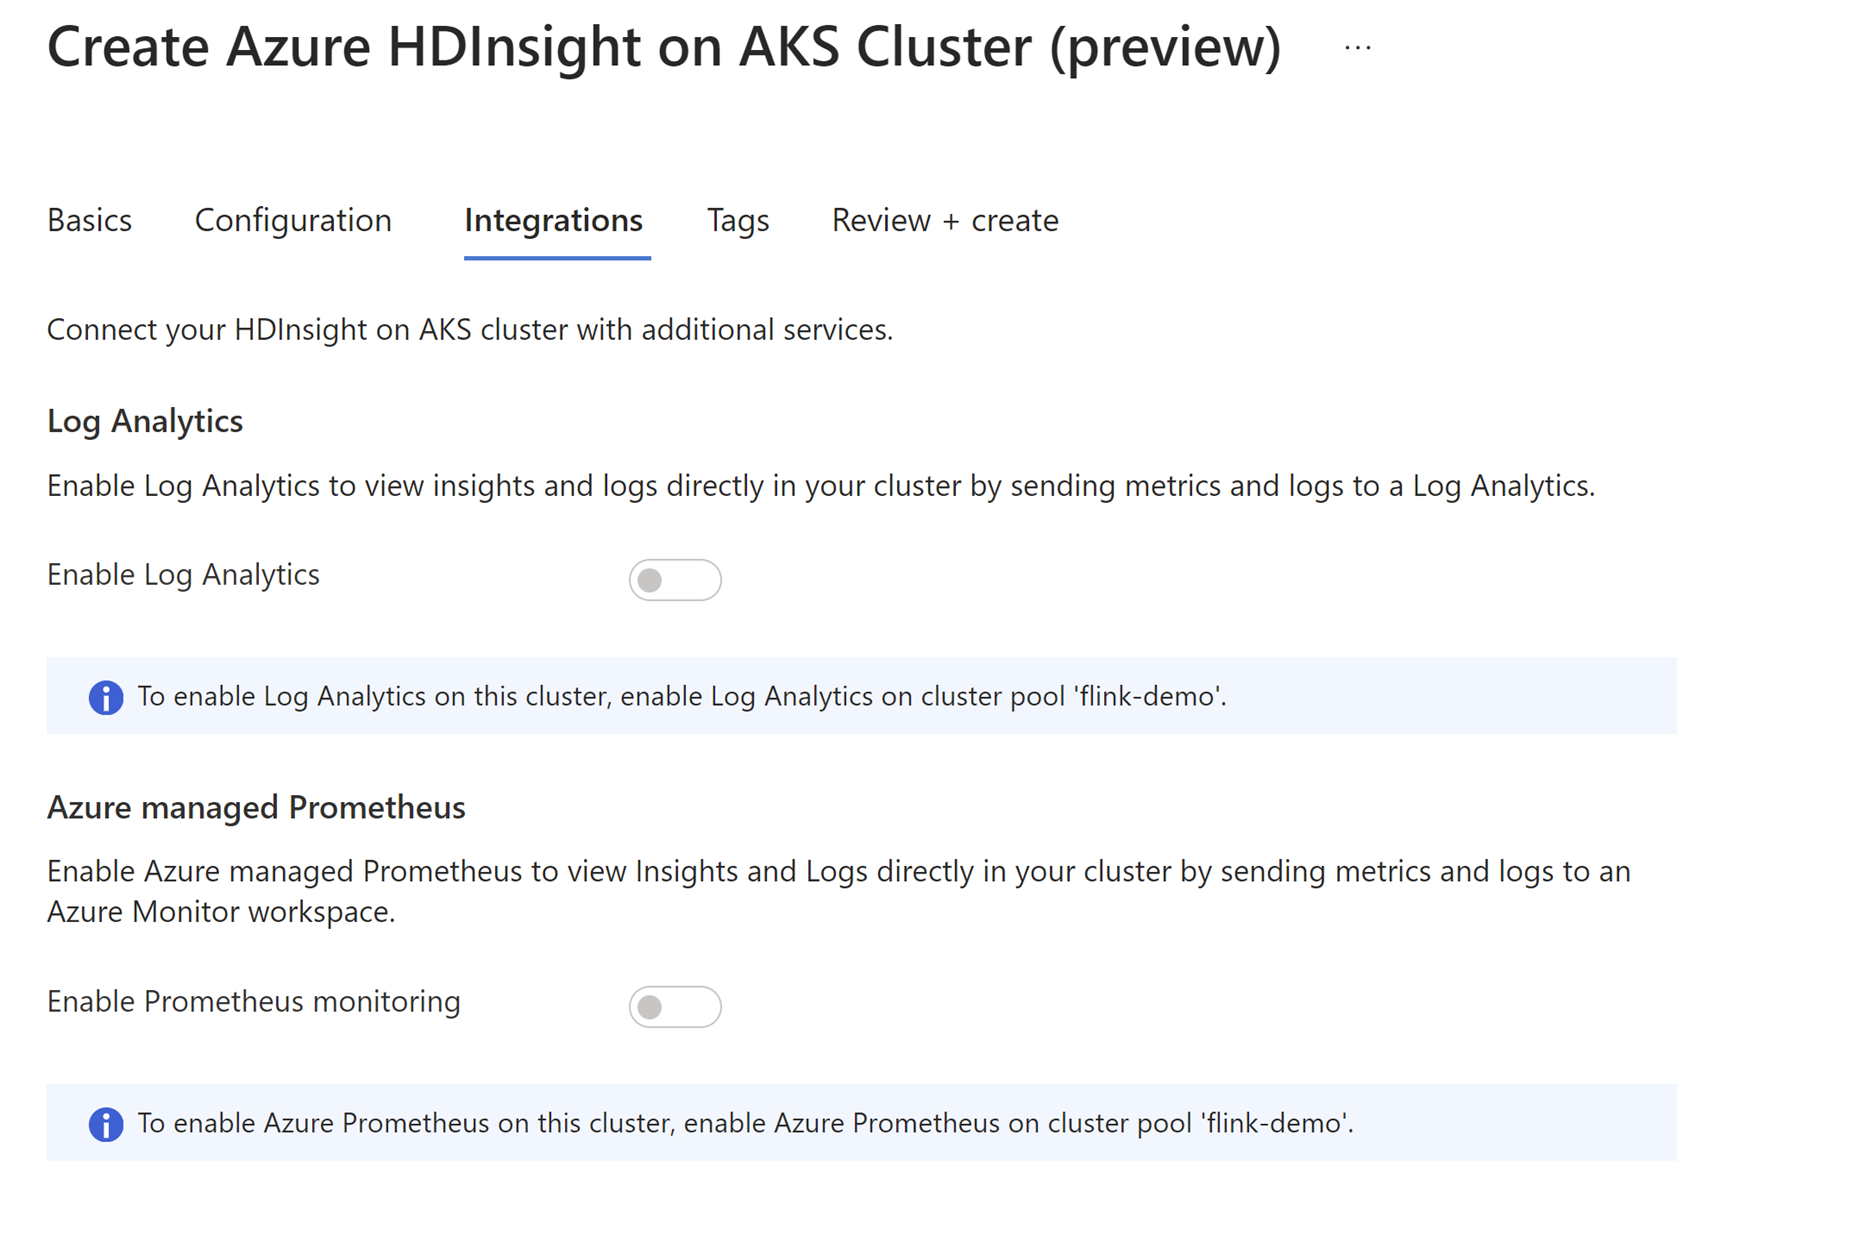 Create Azure HDInsight on AKS Cluster (preview) ...
Basics Configuration Integrations Tags Review + create
Connect your HDInsight on AKS cluster with additional services.
Log Analytics
Enable Log Analytics to view insights and logs directly in your cluster by sending metrics and logs to a Log Analytics.
Enable Log Analytics
To enable Log Analytics on this cluster, enable Log Analytics on cluster pool 'flink-demo'.
Azure managed Prometheus
Enable Azure managed Prometheus to view Insights and Logs directly in your cluster by sending metrics and logs to an
Azure Monitor workspace.
Enable Prometheus monitoring
To enable Azure Prometheus on this cluster, enable Azure Prometheus on cluster pool 'flink-demo'.